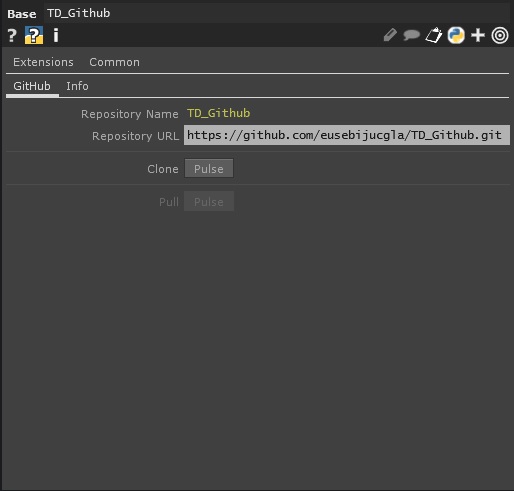 Base TD_Github
? ? i
Extensions Common
GitHub Info
Repository Name TD_Github
Repository URL https://github.com/eusebijucgla/TD_Github.git
Clone Pulse
Pull Pulse